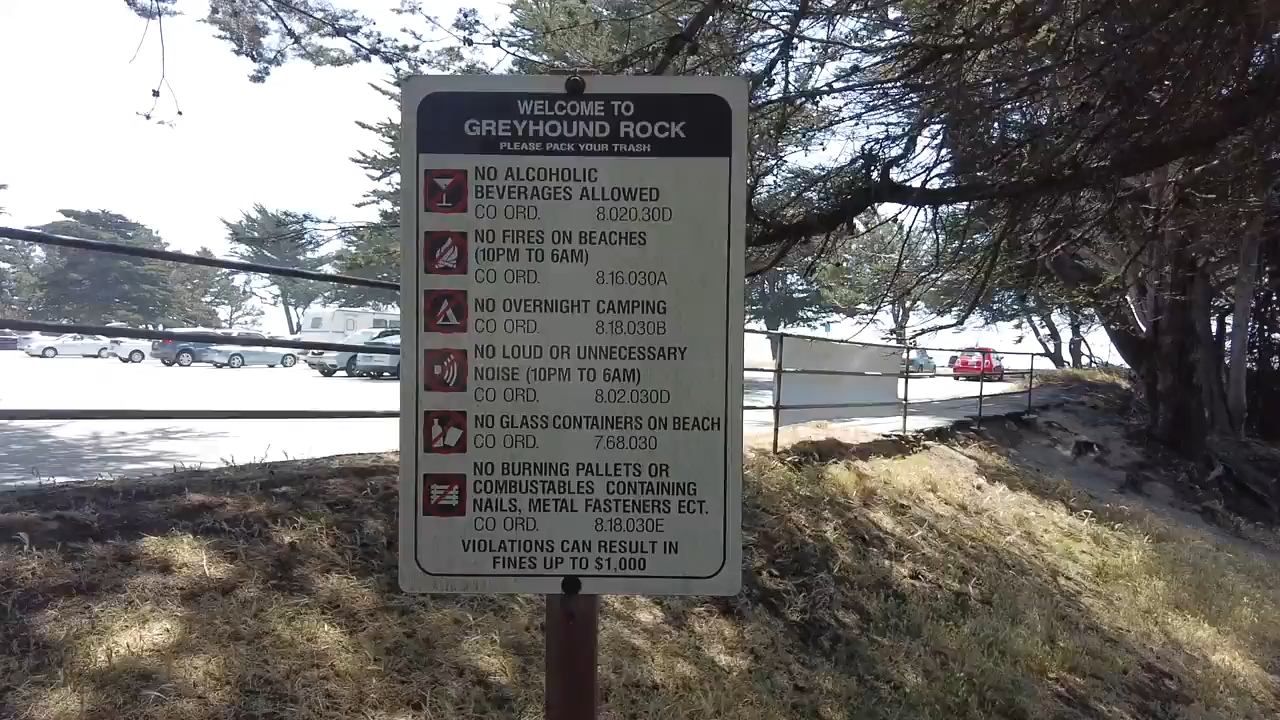 WELCOME TO
GREYHOUND ROCK
PLEASE PACK YOUR TRASH
NO ALCOHOLIC
BEVERAGES ALLOWED
CO ORD. 8.020.30D
NO FIRES ON BEACHES
(10PM TO 6AM)
CO ORD. 8.16.030A
NO OVERNIGHT CAMPING
CO ORD. 8.18.030B
NO LOUD OR UNNECESSARY
NOISE (10PM TO 6AM)
CO ORD. 8.02.030D
NO GLASS CONTAINERS ON BEACH
CO ORD. 7.68.030
NO BURNING PALLETS OR
COMBUSTABLES CONTAINING
NAILS, METAL FASTENERS ECT.
CO ORD. 8.18.030E
VIOLATIONS CAN RESULT IN
FINES UP TO $1,000